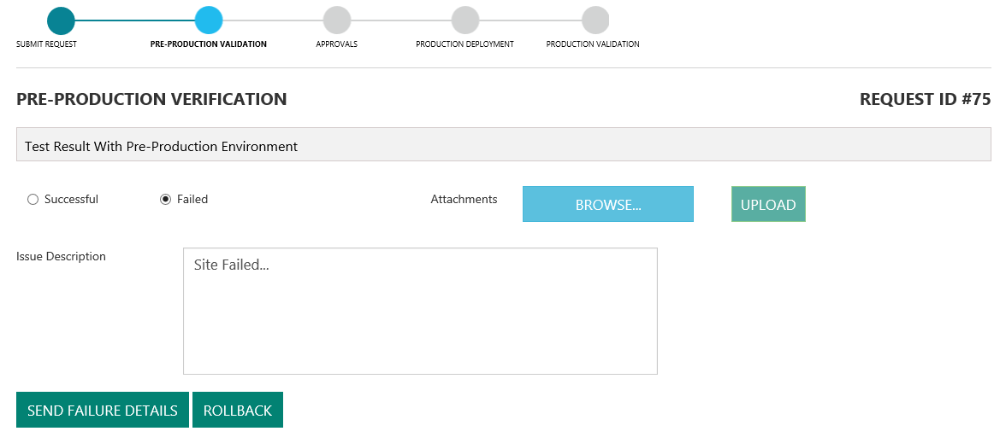 SUBMIT REQUEST PRE-PRODUCTION VALIDATION APPROVALS PRODUCTION DEPLOYMENT PRODUCTION VALIDATION
PRE-PRODUCTION VERIFICATION REQUEST ID #75
Test Result With Pre-Production Environment
Successful Failed Attachments BROWSE... UPLOAD
Issue Description Site Failed...
SEND FAILURE DETAILS ROLLBACK